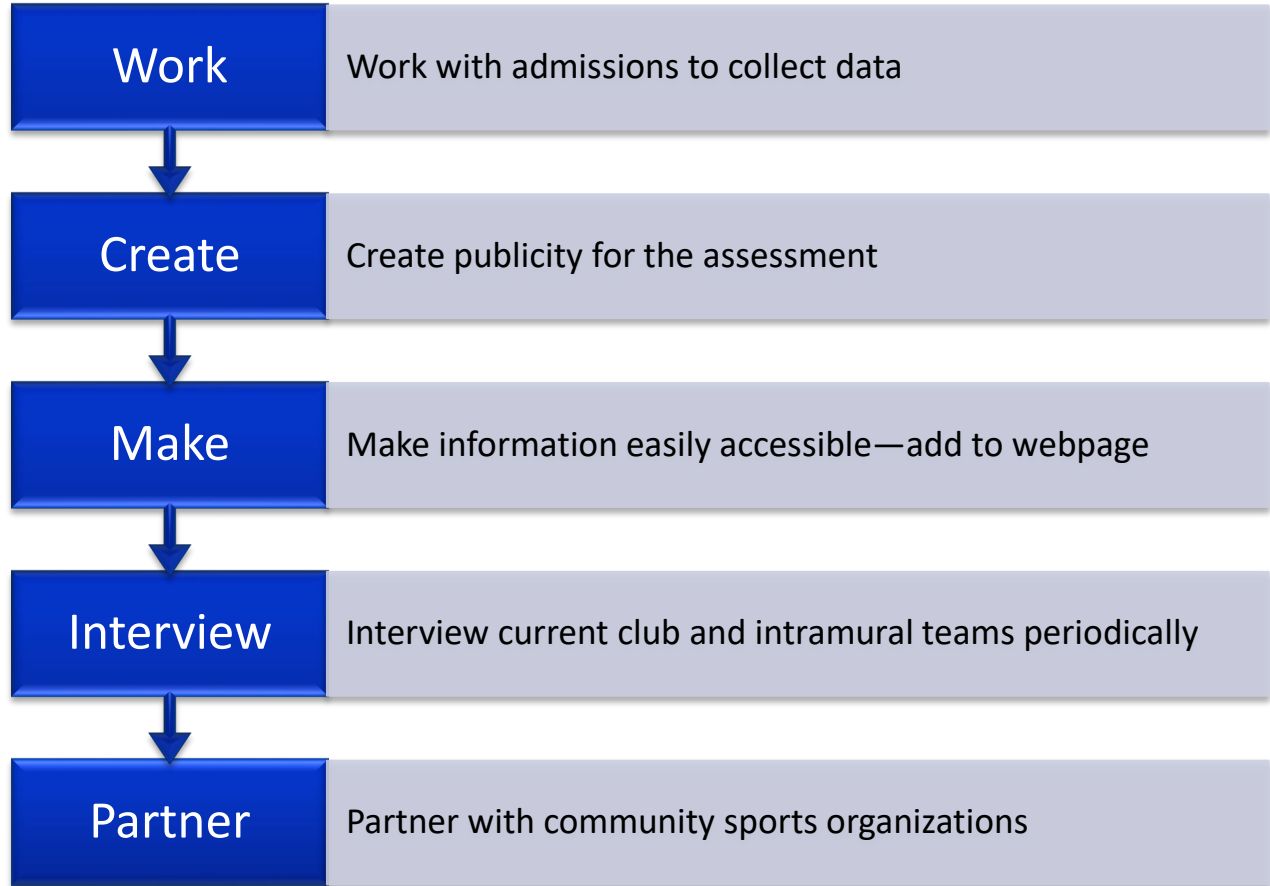 Work
Work with admissions to collect data
Create
Create publicity for the assessment
Make
Make information easily accessible—add to webpage
Interview
Interview current club and intramural teams periodically
Partner
Partner with community sports organizations